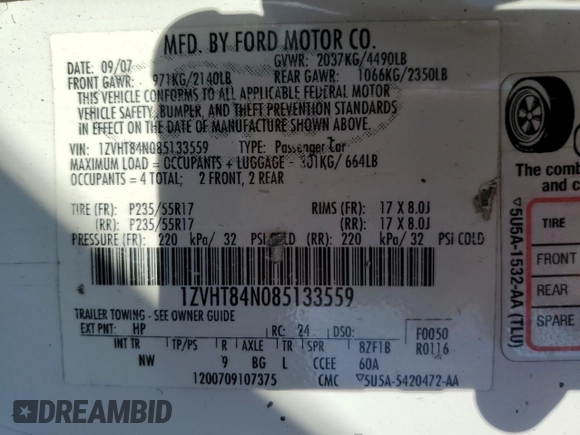 MFD. BY FORD MOTOR CO.
DATE: 09/07 GVWR: 2037KG/4490LB
FRONT GAWR: 971KG/2140LB REAR GAWR: 1066KG/2350LB
THIS VEHICLE CONFORMS TO ALL APPLICABLE FEDERAL MOTOR
VEHICLE SAFETY, BUMPER, AND THEFT PREVENTION STANDARDS
IN EFFECT ON THE DATE OF MANUFACTURE SHOWN ABOVE.
VIN: 1ZVHT84N085133559 TYPE: Passenger Car
MAXIMUM LOAD = OCCUPANTS + LUGGAGE = 301KG/ 664LB
OCCUPANTS = 4 TOTAL; 2 FRONT, 2 REAR
TIRE (FR): P235/55R17 RIMS (FR): 17 X 8.0J
(RR): P235/55R17 (RR): 17 X 8.0J
PRESSURE (FR): 220 kPa/ 32 PSI COLD (RR): 220 kPa/ 32 PSI COLD
1ZVHT84N085133559
TRAILER TOWING - SEE OWNER GUIDE
EXT PNT: HP RC: 24 DSO: F0050
INT TR TP/PS R AXLE TR SPR 8ZF1B R0116
NW 9 BG L CCEE 60A
1200709107375 CMC ▽5U5A-5420472-AA
The comb
and c
TIRE
FRONT
REAR
SPARE
▽5U5A-1532-AA (TLU)
DREAMBID